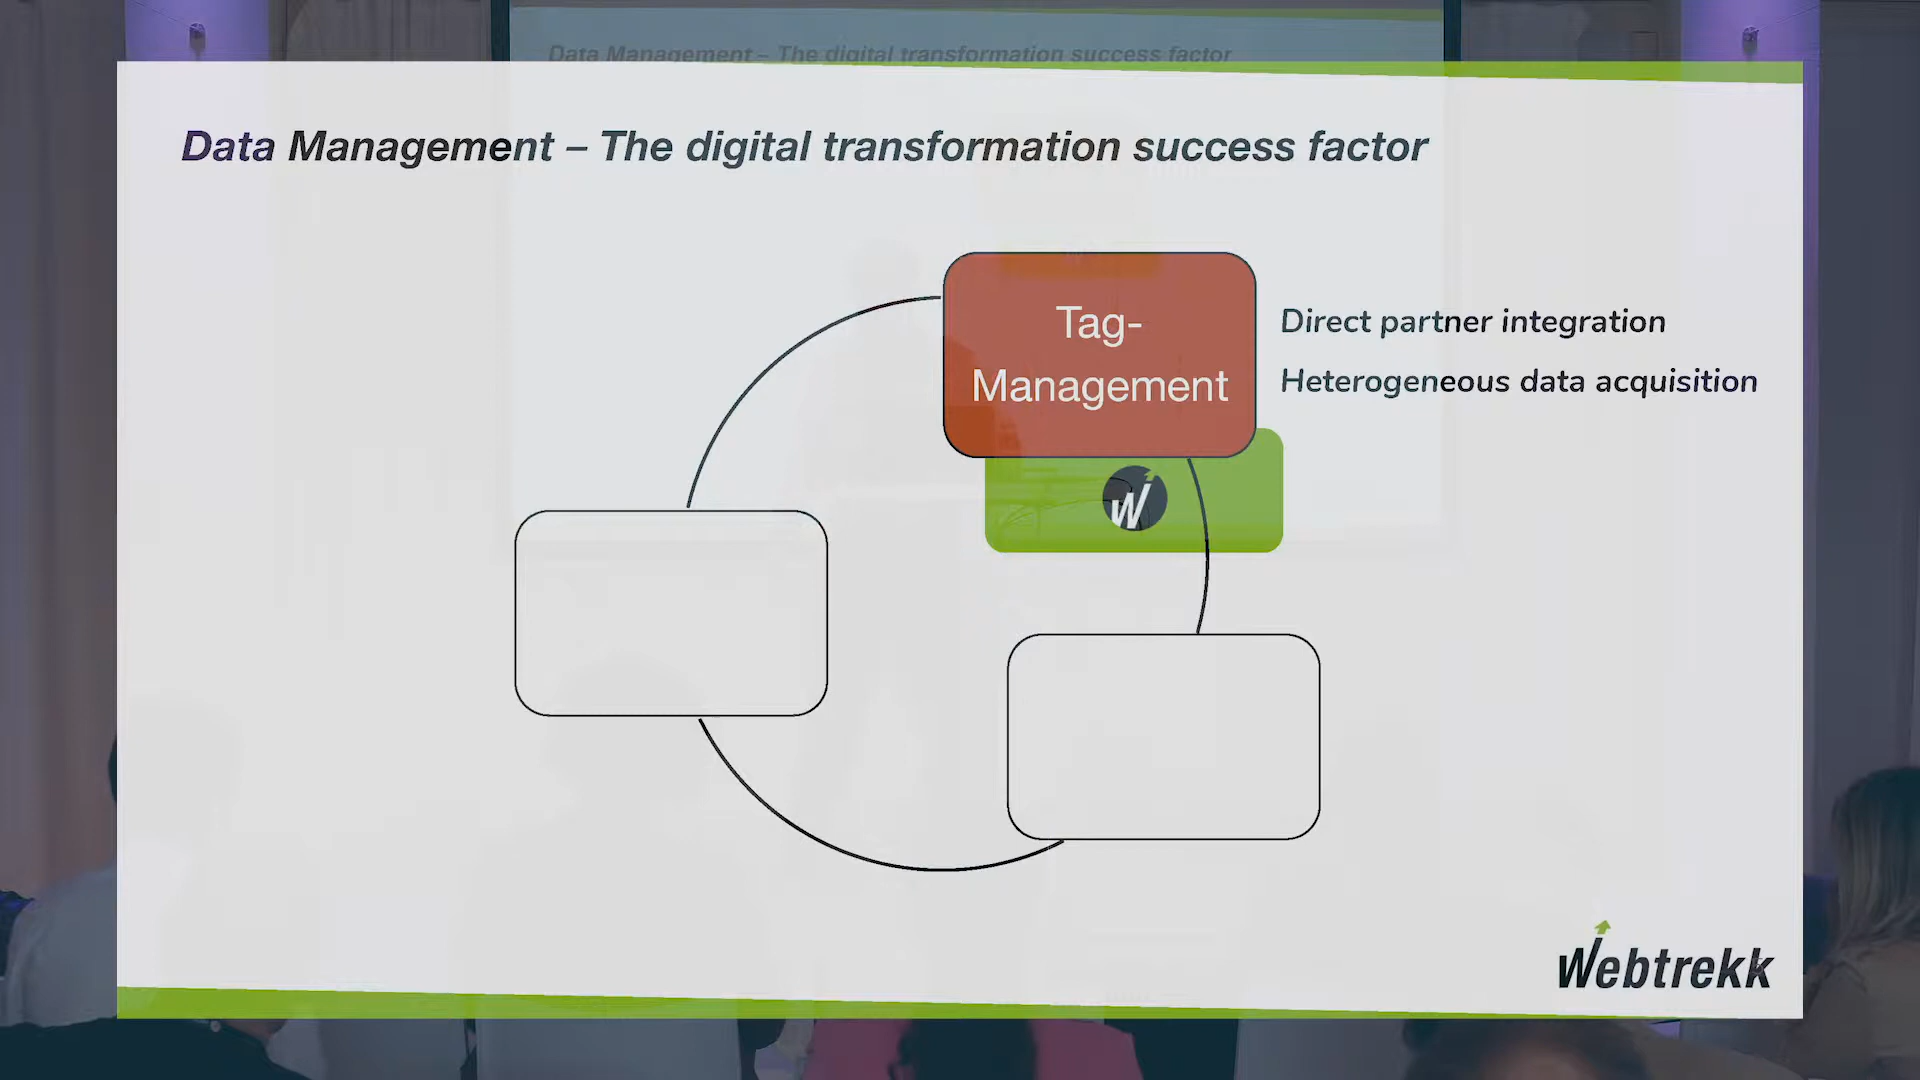 Data Management – The digital transformation success factor
Data Management – The digital transformation success factor
Tag-
Management
Direct partner integration
Heterogeneous data acquisition
W
Webtrekk